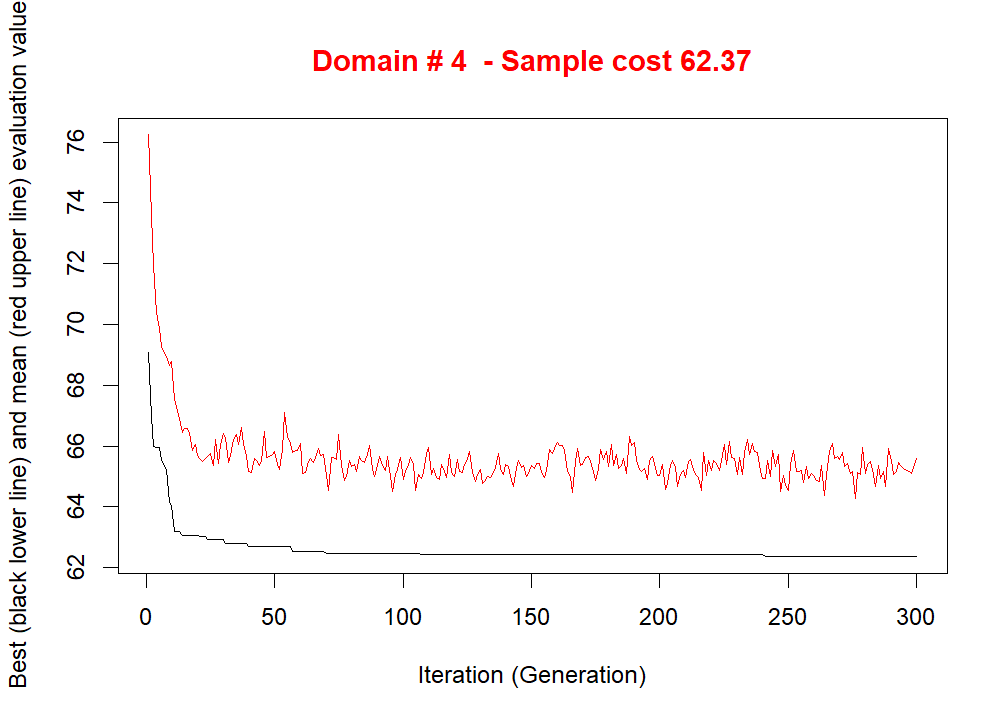 Domain # 4  - Sample cost 62.37
Best (black lower line) and mean (red upper line) evaluation value
76
74
72
70
68
66
64
62
0 50 100 150 200 250 300
Iteration (Generation)